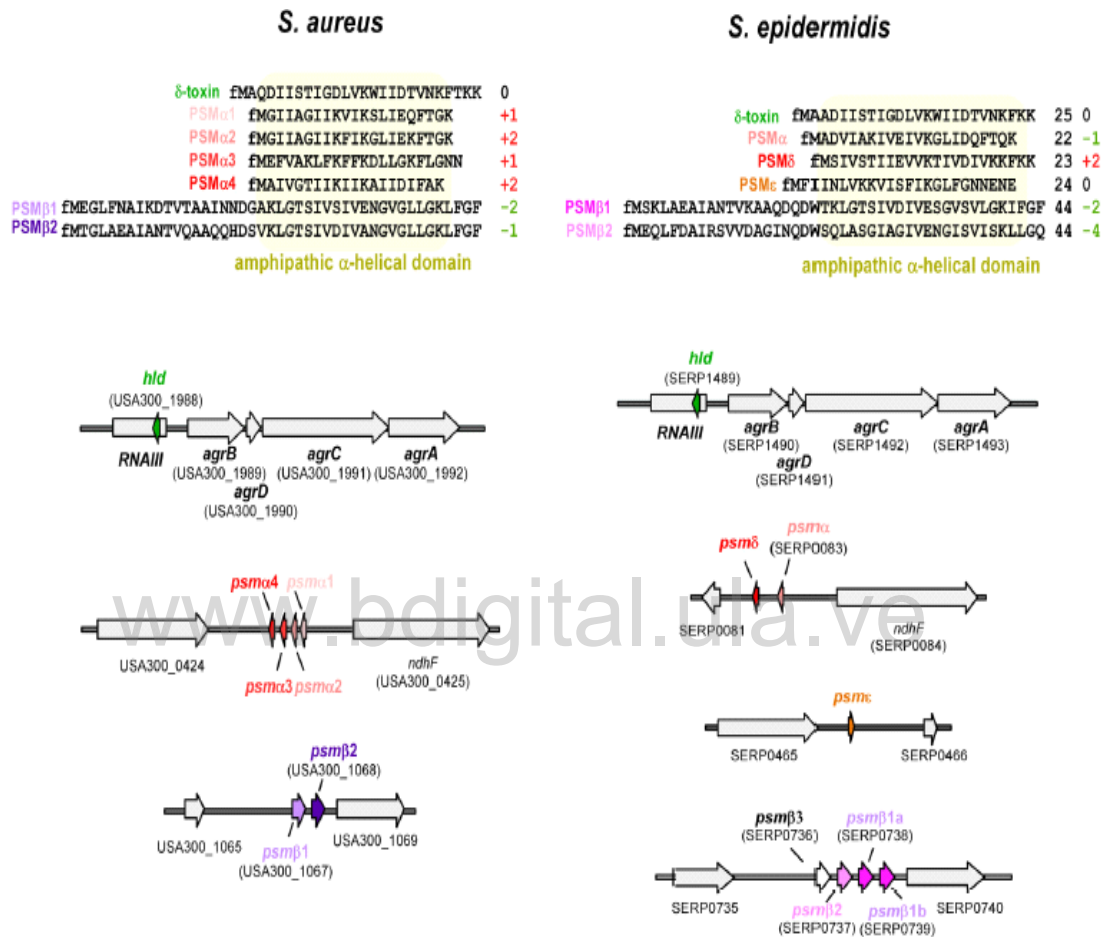 S. aureus
δ-toxin fMAQDIISTIGDLVKWIIDTVNKFTKK 0
PSMα1 fMGIIAGIIKVIKSLIEQFTGK +1
PSMα2 fMGIIAGIIKFIKGLIEKFTGK +2
PSMα3 fMEFVAKLFKFFKDLLGKFLGNN +1
PSMα4 fMAIVGTIIKIIKAIIDIFAK +2
PSMβ1 fMEGLFNAIKDTVTAAINNDGAKLGTSIVSIVENGVGLLGKLFGF -2
PSMβ2 fMTGLAEAIANTVQAAQQHDSVKLGTSIVDIVANGVGLLGKLFGF -1
amphipathic α-helical domain
S. epidermidis
δ-toxin fMAADIISTIGDLVKWIIDTVNKFKK 25 0
PSMα fMADVIAKIVEIVKGLIDQFTQK 22 -1
PSMδ fMSIVSTIIEVVKTIVDIVKKFKK 23 +2
PSMε fMFIINLVKKVISFIKGLFGNNENE 24 0
PSMβ1 fMSKLAEAIANTVKAAQDQDWTKLGTSIVDIVESGVSVLGKIFGF 44 -2
PSMβ2 fMEQLFDAIRSVVDAGINQDWSQLASGIAGIVENGISVISKLLGQ 44 -4
amphipathic α-helical domain
hld
(USA300_1988)
RNAIII
agrB
(USA300_1989)
agrD
(USA300_1990)
agrC
(USA300_1991)
agrA
(USA300_1992)
hld
(SERP1489)
RNAIII
agrB
(SERP1490)
agrD
(SERP1491)
agrC
(SERP1492)
agrA
(SERP1493)
psmα4 psmα1
USA300_0424
psmα3 psmα2
ndhF
(USA300_0425)
psmδ
psmα
(SERP0083)
SERP0081
ndhF
(SERP0084)
www.bdigital.ula.ve
psmε
SERP0465
SERP0466
psmβ2
(USA300_1068)
USA300_1065
psmβ1
(USA300_1067)
USA300_1069
psmβ3
(SERP0736)
psmβ1a
(SERP0738)
SERP0735
psmβ2
(SERP0737)
psmβ1b
(SERP0739)
SERP0740